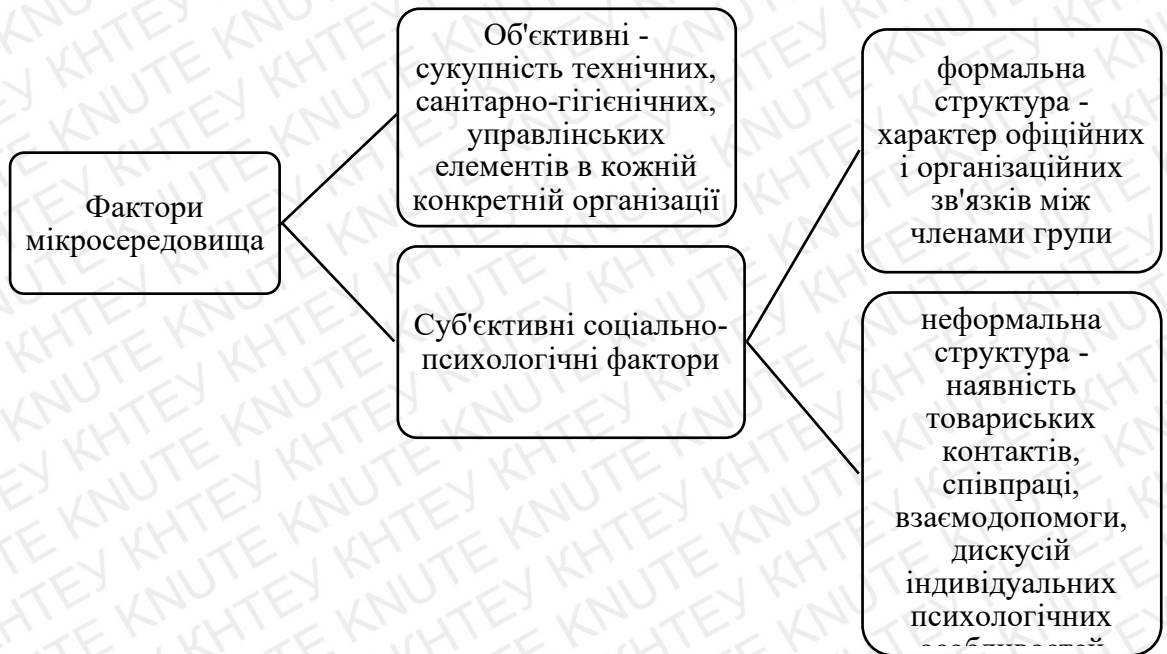 Фактори
мікросередовища
Об'єктивні -
сукупність технічних,
санітарно-гігієнічних,
управлінських
елементів в кожній
конкретній організації
Суб'єктивні соціально-
психологічні фактори
формальна
структура -
характер офіційних
і організаційних
зв'язків між
членами групи
неформальна
структура -
наявність
товариських
контактів,
співпраці,
взаємодопомоги,
дискусій
індивідуальних
психологічних